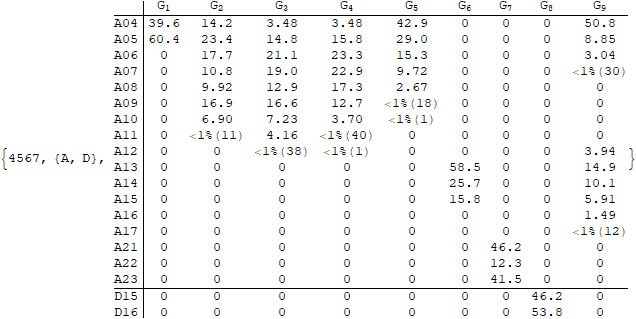 G₁ G₂ G₃ G₄ G₅ G₆ G₇ G₈ G₉
A04 39.6 14.2 3.48 3.48 42.9 0 0 0 50.8
A05 60.4 23.4 14.8 15.8 29.0 0 0 0 8.85
A06 0 17.7 21.1 23.3 15.3 0 0 0 3.04
A07 0 10.8 19.0 22.9 9.72 0 0 0 <1%(30)
A08 0 9.92 12.9 17.3 2.67 0 0 0 0
A09 0 16.9 16.6 12.7 <1%(18) 0 0 0 0
A10 0 6.90 7.23 3.70 <1%(1) 0 0 0 0
A11 0 <1%(11) 4.16 <1%(40) 0 0 0 0 0
{4567, {A, D}, A12 0 0 <1%(38) <1%(1) 0 0 0 0 3.94 }
A13 0 0 0 0 0 58.5 0 0 14.9
A14 0 0 0 0 0 25.7 0 0 10.1
A15 0 0 0 0 0 15.8 0 0 5.91
A16 0 0 0 0 0 0 0 0 1.49
A17 0 0 0 0 0 0 0 0 <1%(12)
A21 0 0 0 0 0 0 46.2 0 0
A22 0 0 0 0 0 0 12.3 0 0
A23 0 0 0 0 0 0 41.5 0 0
D15 0 0 0 0 0 0 0 46.2 0
D16 0 0 0 0 0 0 0 53.8 0